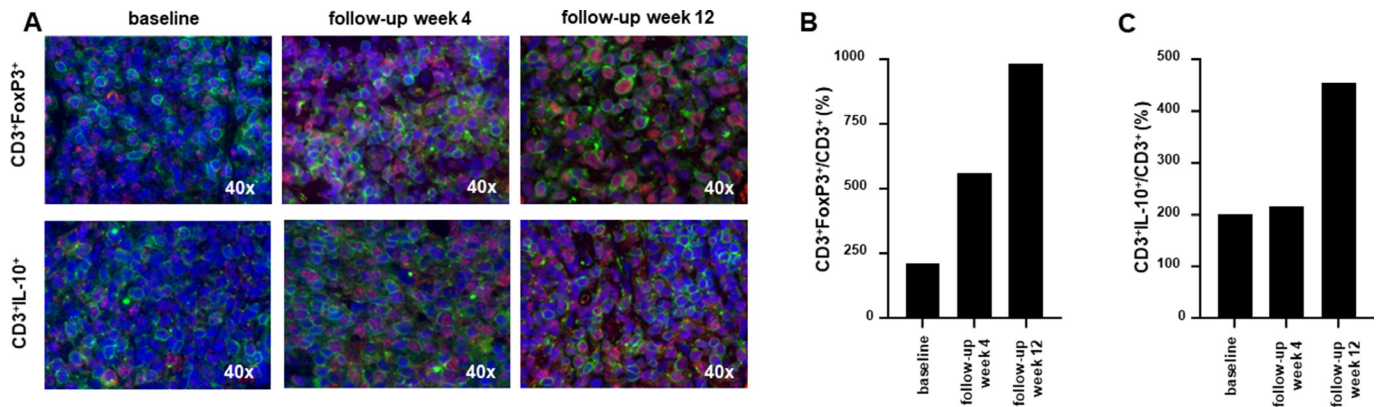 A
baseline
follow-up week 4
follow-up week 12
CD3⁺FoxP3⁺
40x
40x
40x
CD3⁺IL-10⁺
40x
40x
40x
B
CD3⁺FoxP3⁺/CD3⁺ (%)
1000
750
500
250
0
baseline
follow-up
week 4
follow-up
week 12
C
CD3⁺IL-10⁺/CD3⁺ (%)
500
400
300
200
100
0
baseline
follow-up
week 4
follow-up
week 12